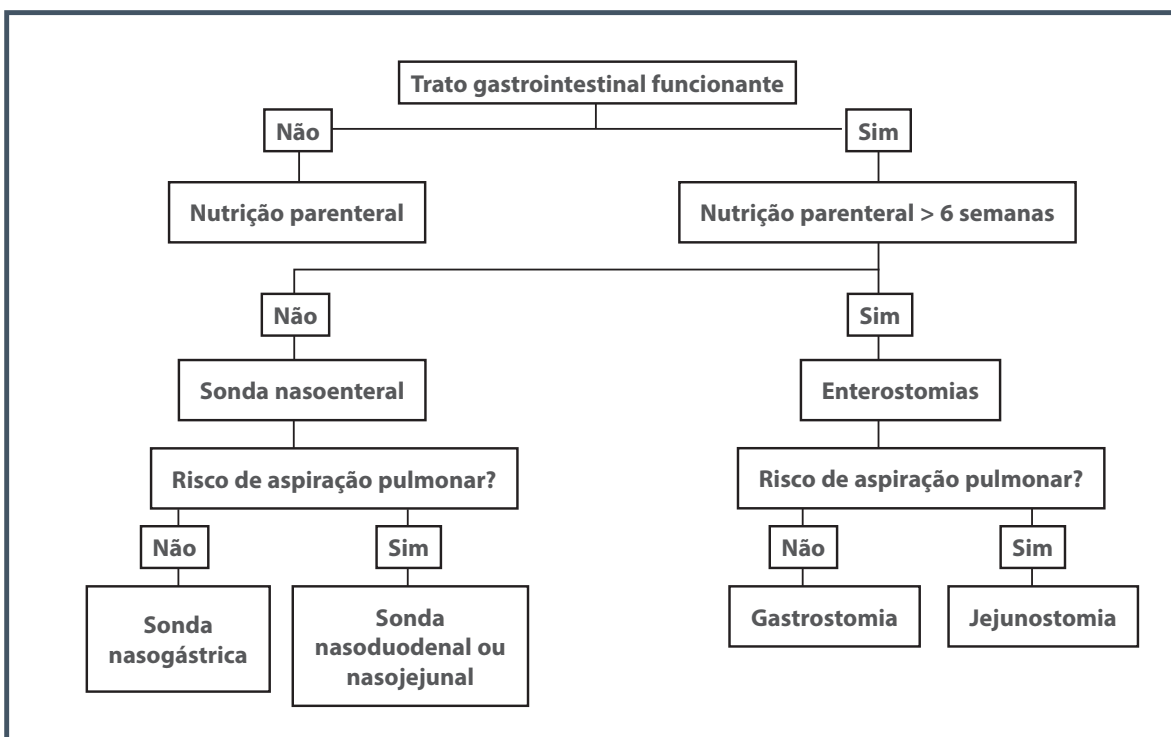 Trato gastrointestinal funcionante
Não
Sim
Nutrição parenteral
Nutrição parenteral > 6 semanas
Não
Sim
Sonda nasoenteral
Enterostomias
Risco de aspiração pulmonar?
Risco de aspiração pulmonar?
Não
Sim
Não
Sim
Sonda
nasogástrica
Sonda
nasoduodenal ou
nasojejunal
Gastrostomia
Jejunostomia